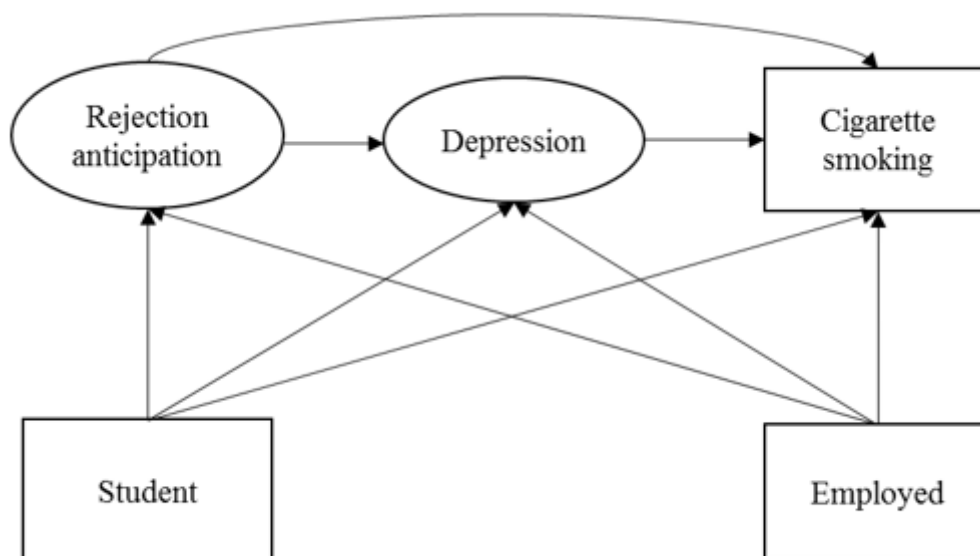 Rejection
anticipation
Depression
Cigarette
smoking
Student
Employed